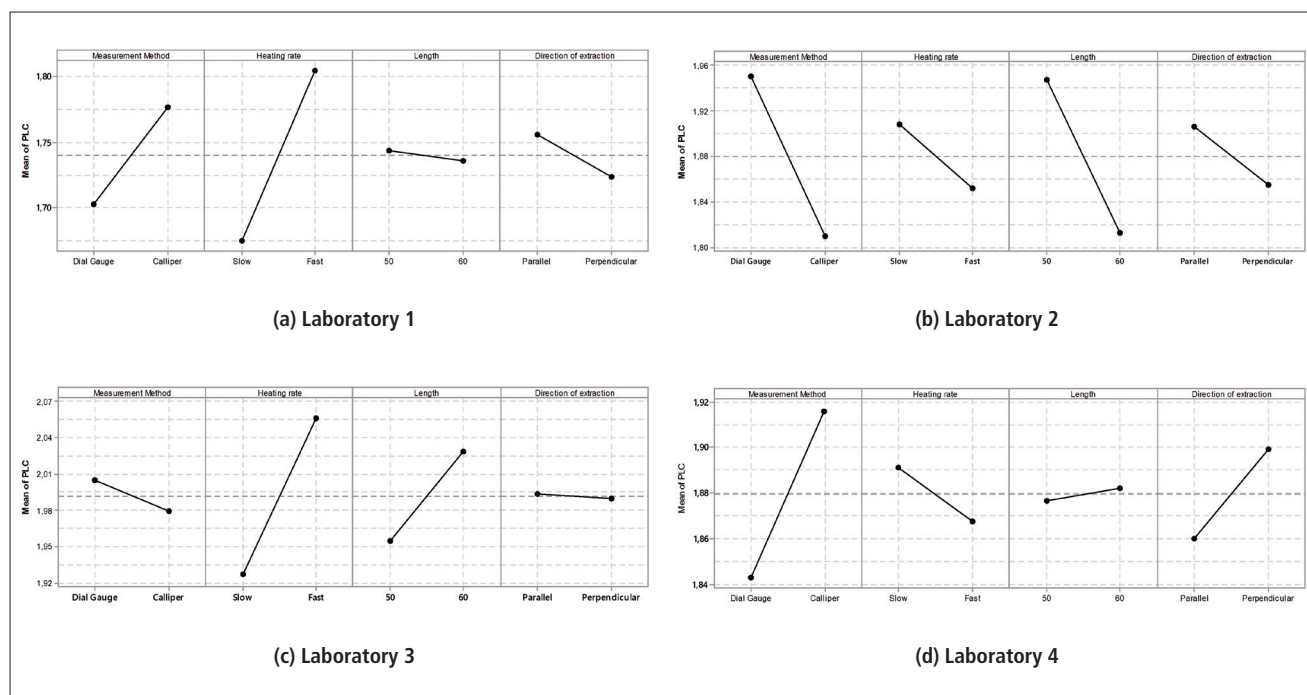 Measurement Method Heating rate Length Direction of extraction
1,80
1,75
1,70
Mean of PLC
Dial Gauge Calliper Slow Fast 50 60 Parallel Perpendicular
(a) Laboratory 1
Measurement Method Heating rate Length Direction of extraction
1,96
1,92
1,88
1,84
1,80
Mean of PLC
Dial Gauge Calliper Slow Fast 50 60 Parallel Perpendicular
(b) Laboratory 2
Measurement Method Heating rate Length Direction of extraction
2,07
2,04
2,01
1,98
1,95
1,92
Mean of PLC
Dial Gauge Calliper Slow Fast 50 60 Parallel Perpendicular
(c) Laboratory 3
Measurement Method Heating rate Length Direction of extraction
1,92
1,90
1,88
1,86
1,84
Mean of PLC
Dial Gauge Calliper Slow Fast 50 60 Parallel Perpendicular
(d) Laboratory 4